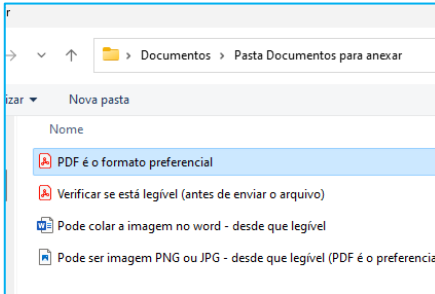 Documentos > Pasta Documentos para anexar
Nova pasta
Nome
PDF é o formato preferencial
Verificar se está legível (antes de enviar o arquivo)
Pode colar a imagem no word - desde que legível
Pode ser imagem PNG ou JPG - desde que legível (PDF é o preferencia